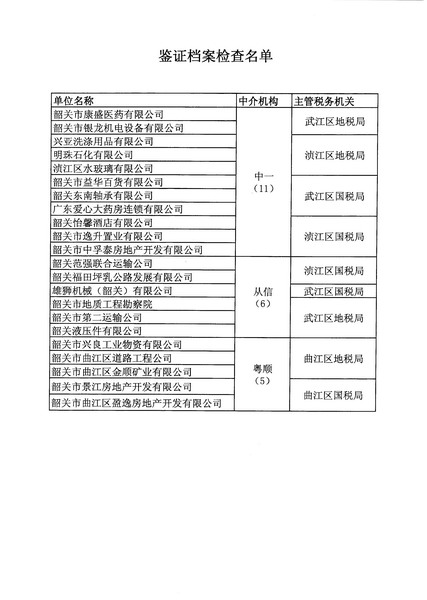 鉴证档案检查名单
单位名称 中介机构 主管税务机关
韶关市康盛医药有限公司
韶关市银龙机电设备有限公司
武江区地税局
兴亚洗涤用品有限公司
明珠石化有限公司
浈江区水玻璃有限公司
浈江区地税局
韶关市益华百货有限公司
韶关东南轴承有限公司
广东爱心大药房连锁有限公司
武江区国税局
韶关怡馨酒店有限公司
韶关市逸升置业有限公司
韶关市中孚泰房地产开发有限公司
浈江区国税局
中一
(11)
韶关范强联合运输公司
韶关福田坪乳公路发展有限公司
浈江区国税局
雄狮机械（韶关）有限公司
武江区国税局
韶关市地质工程勘察院
韶关市第二运输公司
韶关液压件有限公司
武江区地税局
从信
(6)
韶关市兴良工业物资有限公司
韶关市曲江区道路工程公司
韶关市曲江区金顺矿业有限公司
曲江区地税局
韶关市景江房地产开发有限公司
韶关市曲江区盈逸房地产开发有限公司
曲江区国税局
粤顺
(5)